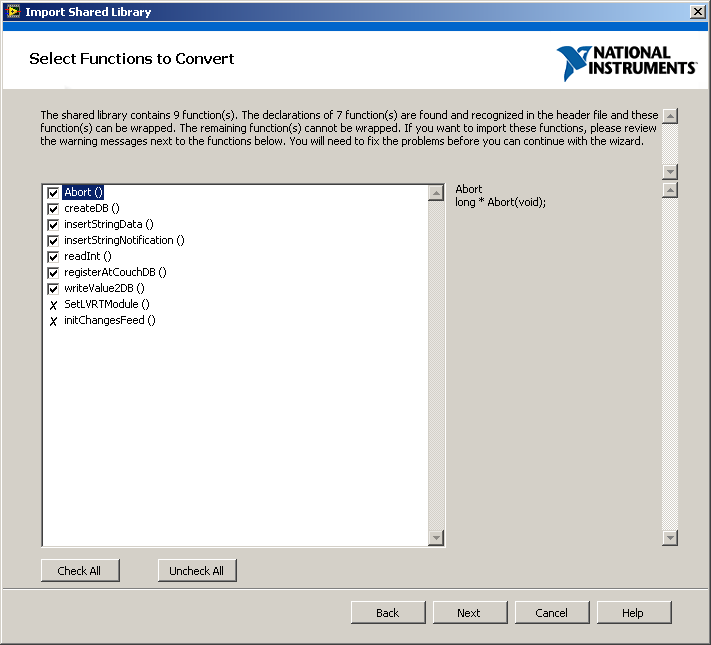 Import Shared Library
Select Functions to Convert
NATIONAL
INSTRUMENTS
The shared library contains 9 function(s). The declarations of 7 function(s) are found and recognized in the header file and these
function(s) can be wrapped. The remaining function(s) cannot be wrapped. If you want to import these functions, please review
the warning messages next to the functions below. You will need to fix the problems before you can continue with the wizard.
Abort ()
createDB ()
insertStringData ()
insertStringNotification ()
readInt ()
registerAtCouchDB ()
writeValue2DB ()
SetLVRTModule ()
initChangesFeed ()
Abort
long * Abort(void);
Check All
Uncheck All
Back
Next
Cancel
Help